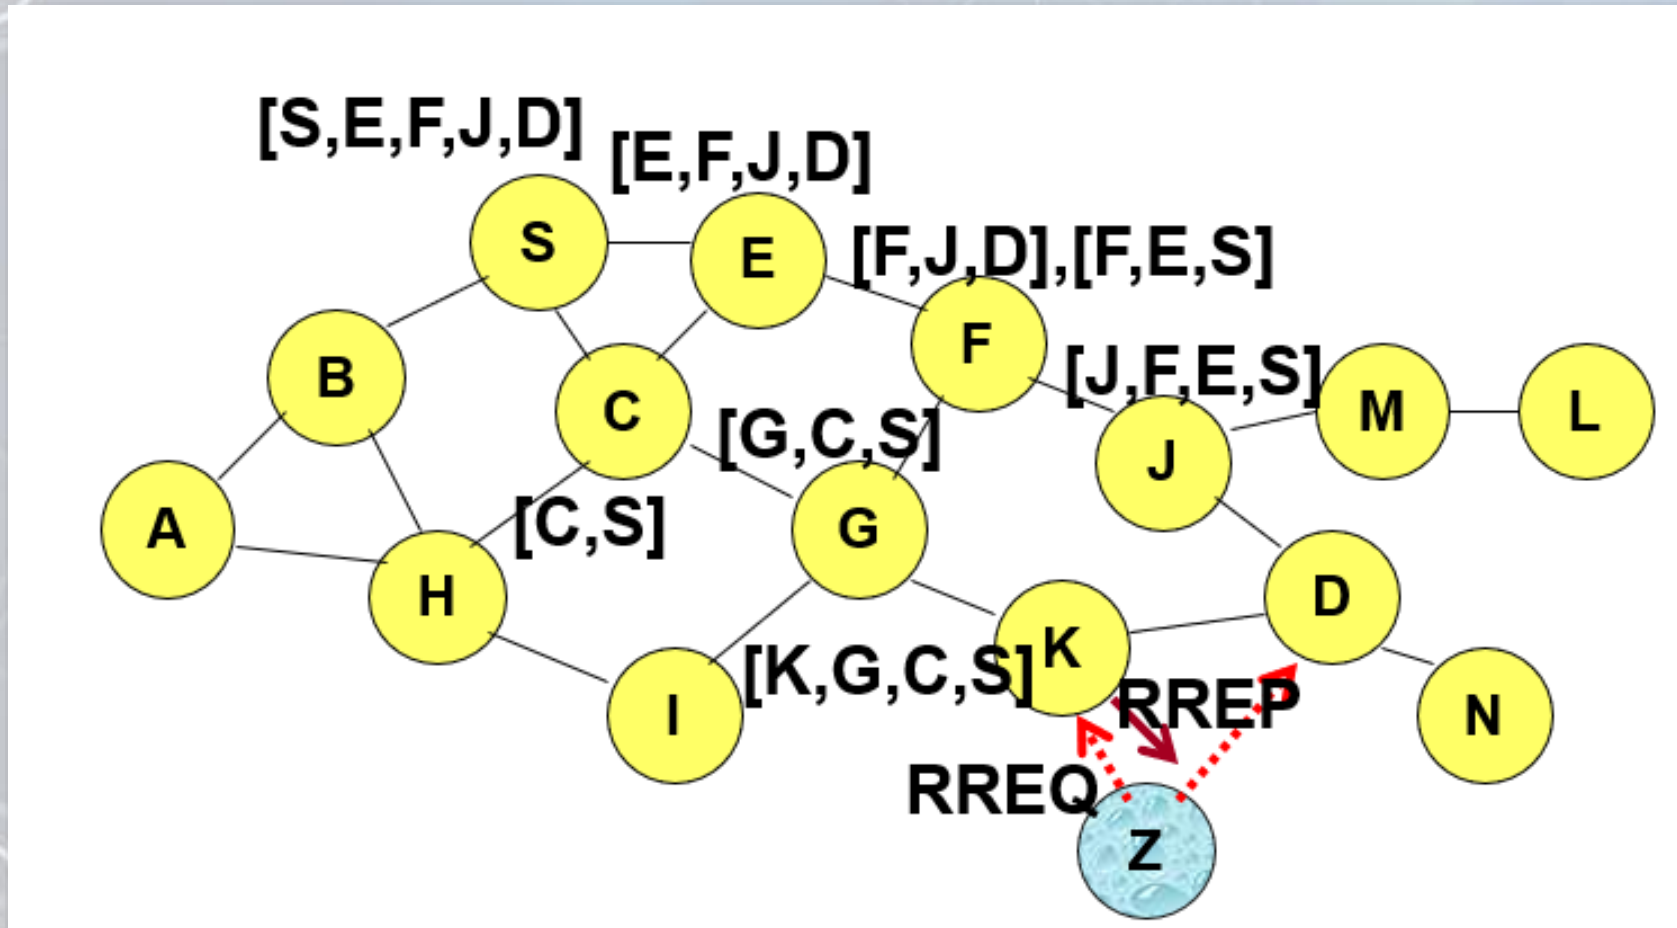 [S,E,F,J,D]
[E,F,J,D]
S
E
[F,J,D],[F,E,S]
B
F
C
[J,F,E,S]
M
L
[G,C,S]
J
A
[C,S]
G
H
D
K
[K,G,C,S]
I
RREP
N
RREQ
Z